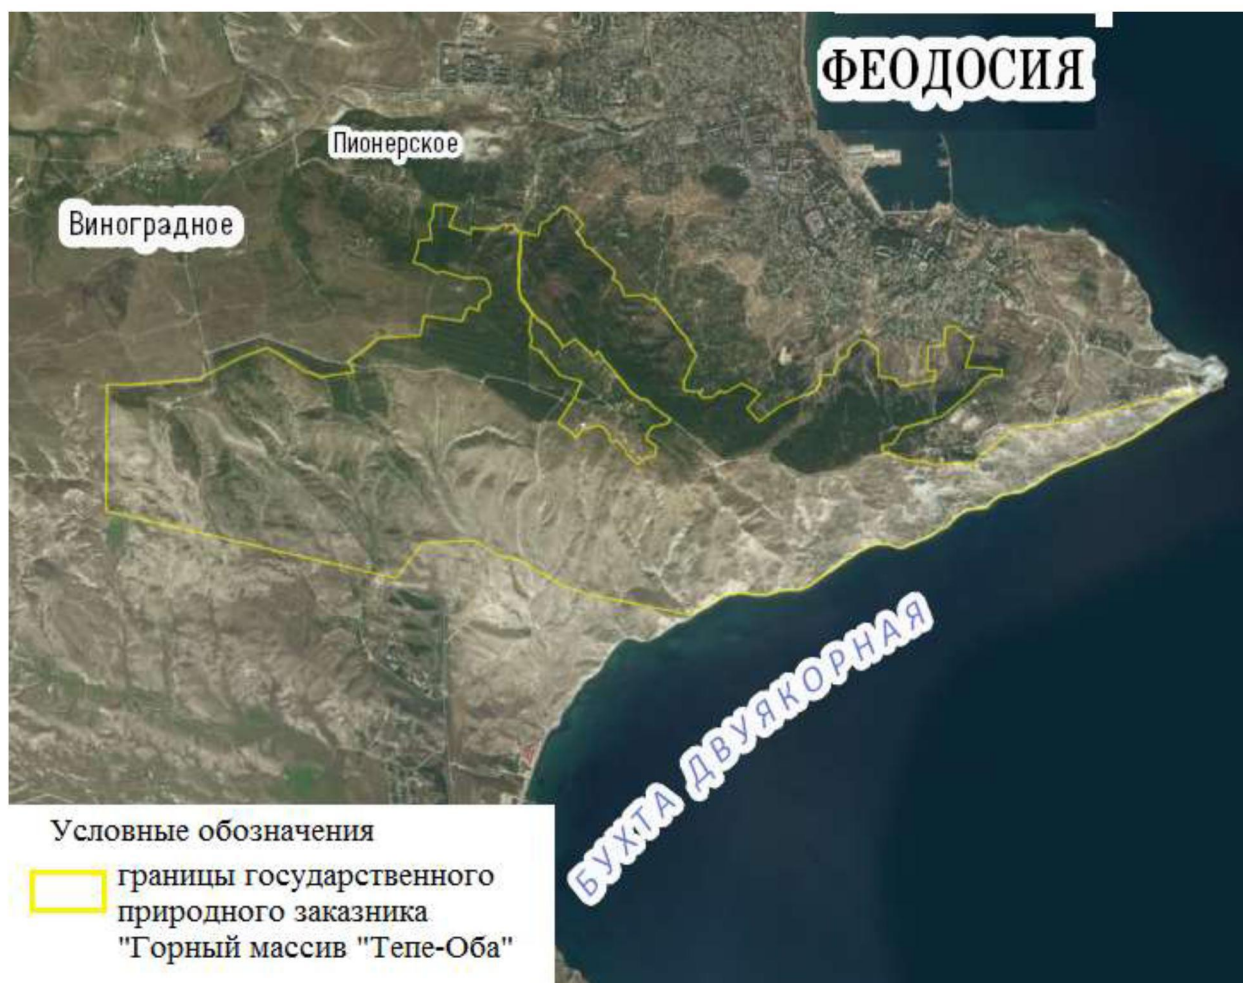 ФЕОДОСИЯ
Пионерское
Виноградное
БУХТА ДВУЯКОРНАЯ
Условные обозначения
границы государственного
природного заказника
"Горный массив "Тепе-Оба"